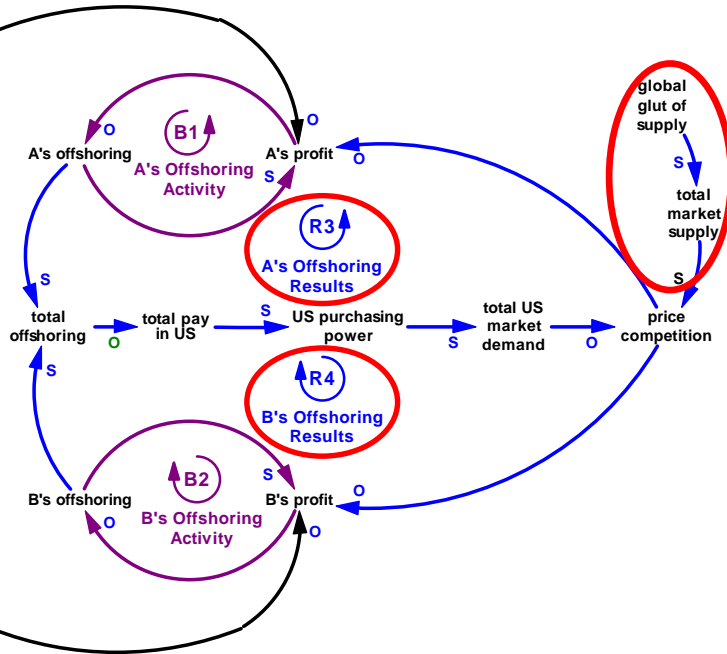 global
glut of
supply
O
O
B1
A's offshoring
A's profit
O
A's Offshoring
Activity
S
S
total
market
supply
R3
A's Offshoring
Results
S
S
total
offshoring
O
total pay
in US
S
US purchasing
power
S
total US
market
demand
O
price
competition
S
R4
B's Offshoring
Results
B2
S
O
B's offshoring
O
B's profit
B's Offshoring
Activity
O